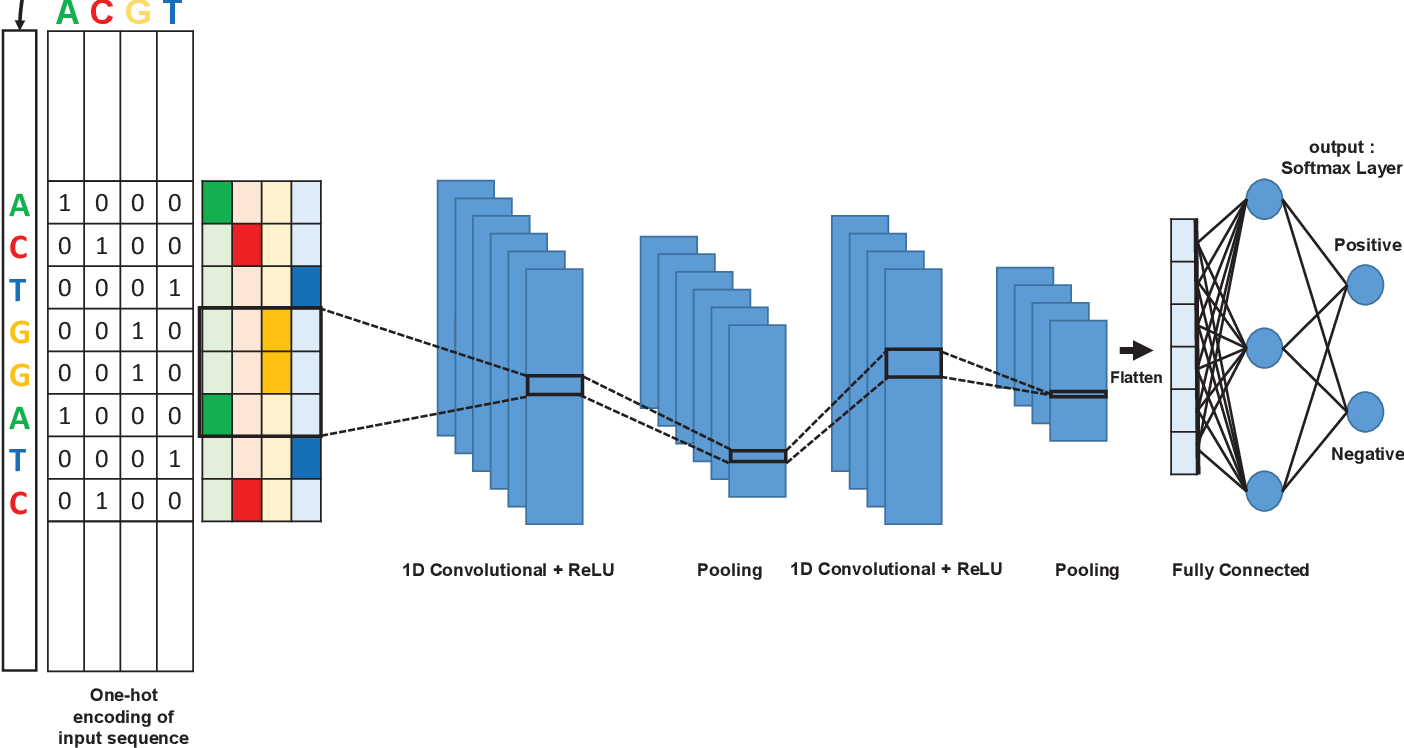 A C G T
A 1 0 0 0
C 0 1 0 0
T 0 0 0 1
G 0 0 1 0
G 0 0 1 0
A 1 0 0 0
T 0 0 0 1
C 0 1 0 0
One-hot
encoding of
input sequence
1D Convolutional + ReLU
Pooling
1D Convolutional + ReLU
Pooling
Flatten
Fully Connected
output :
Softmax Layer
Positive
Negative